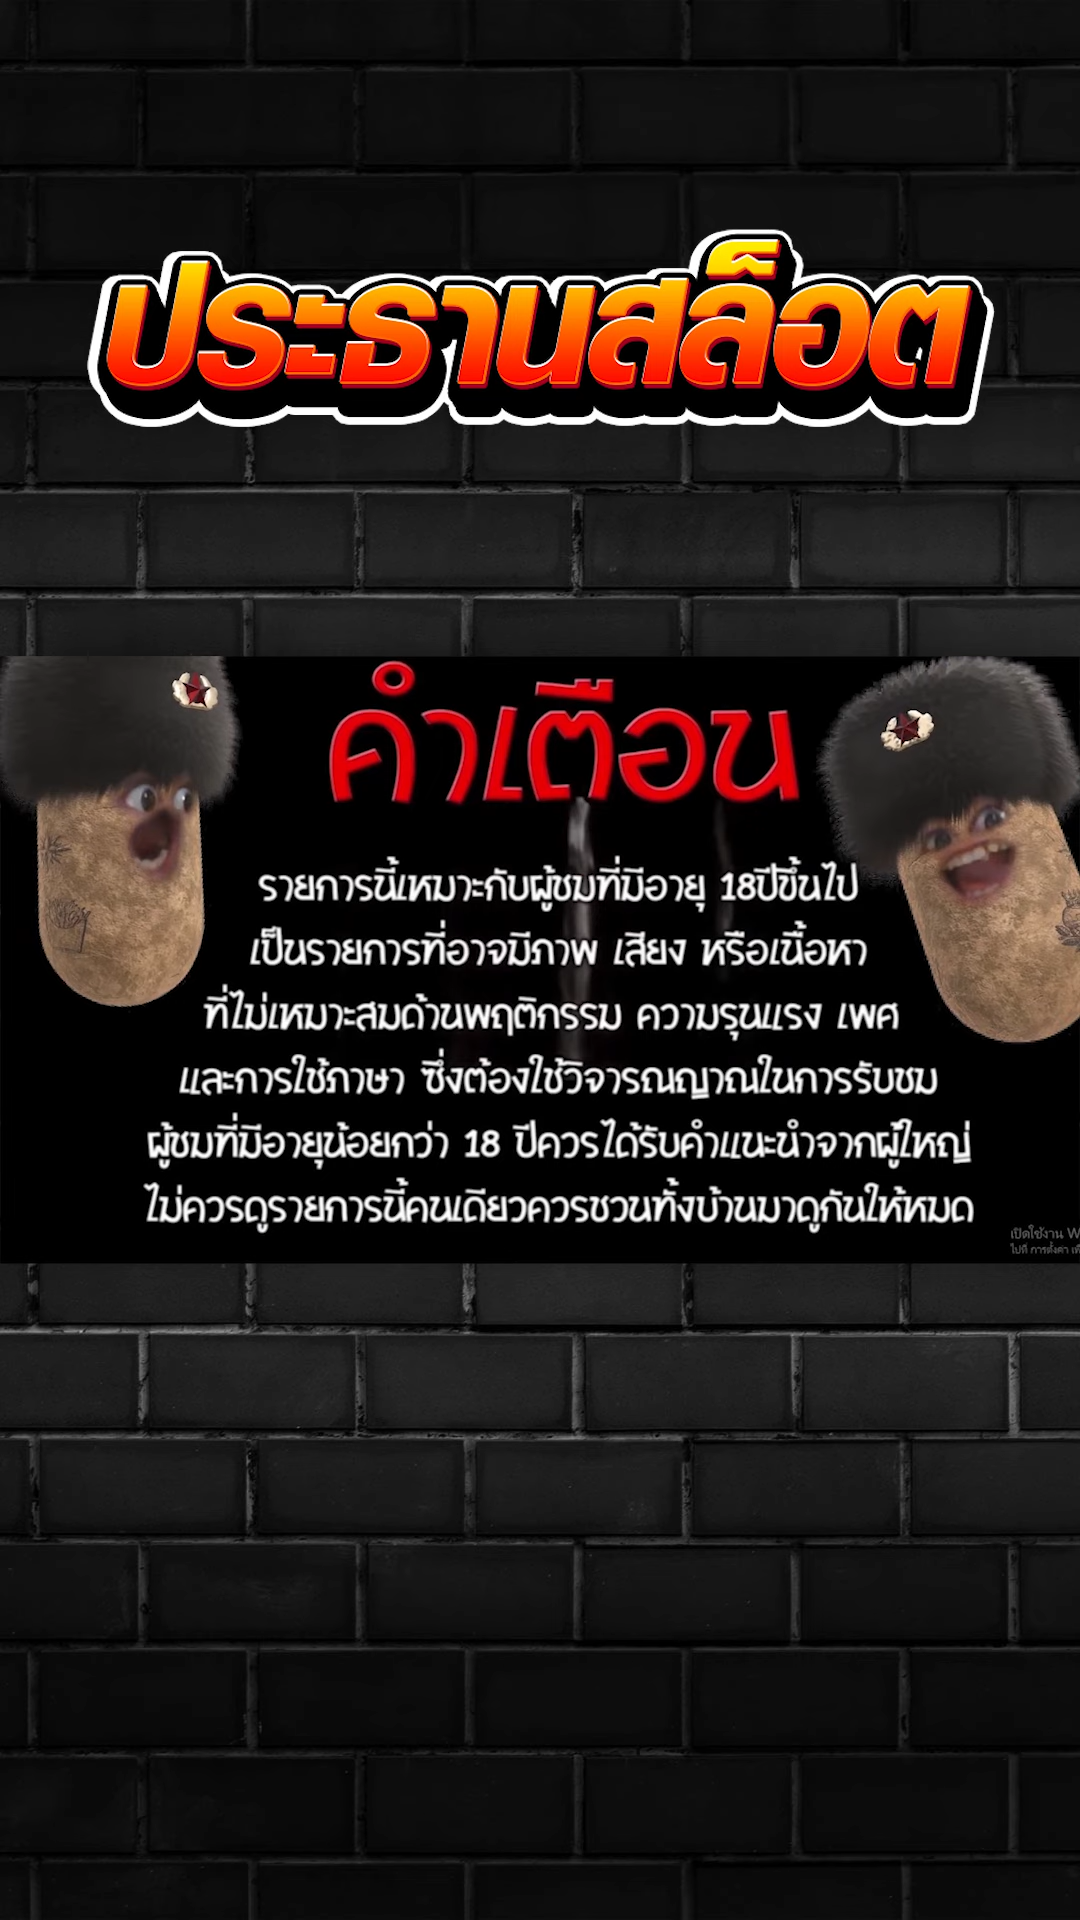 ประธานสล็อต
คำเตือน
รายการนี้เหมาะกับผู้ชมที่มีอายุ 18ปีขึ้นไป
เป็นรายการที่อาจมีภาพ เสียง หรือเนื้อหา
ที่ไม่เหมาะสมด้านพฤติกรรม ความรุนแรง เพศ
และการใช้ภาษา ซึ่งต้องใช้วิจารณญาณในการรับชม
ผู้ชมที่มีอายุน้อยกว่า 18 ปีควรได้รับคำแนะนำจากผู้ใหญ่
ไม่ควรดูรายการนี้คนเดียวควรชวนทั้งบ้านมาดูกันให้หมด
เปิดใช้งาน W
ไปที่ การตั้งค่า